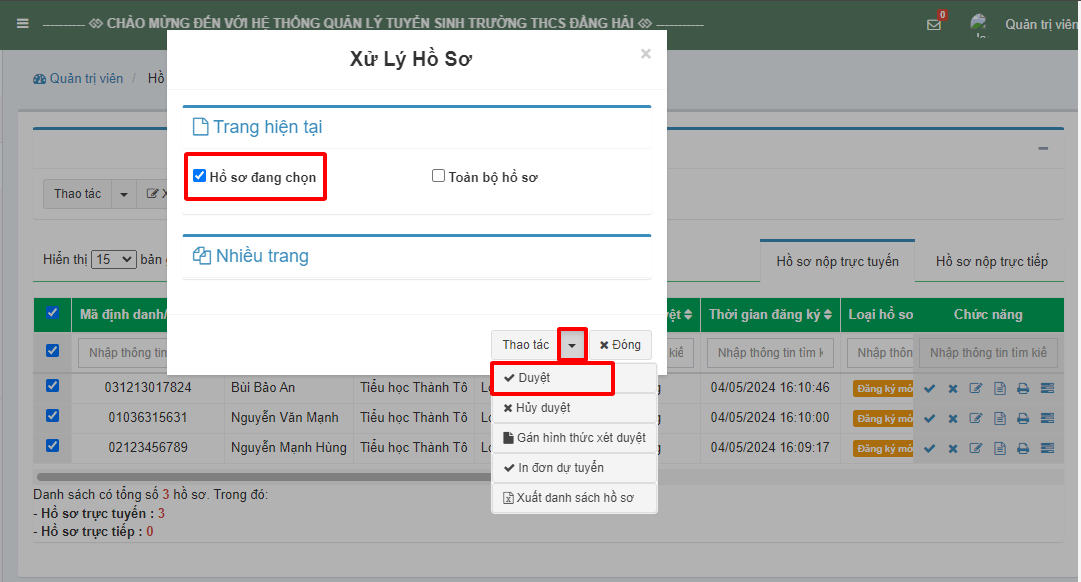 ---------- CHÀO MỪNG ĐẾN VỚI HỆ THỐNG QUẢN LÝ TUYỂN SINH TRƯỜNG THCS ĐẰNG HẢI -----------
0
Quản trị viên
Xử Lý Hồ Sơ
×
Quản trị viên / Hồ
Trang hiện tại
Hồ sơ đang chọn
Toàn bộ hồ sơ
Thao tác
Nhiều trang
Hiển thị 15 bản
Hồ sơ nộp trực tuyến
Hồ sơ nộp trực tiếp
Mã định danh/
Thời gian đăng ký
Loại hồ sơ
Chức năng
Thao tác
Đóng
Nhập thông tin
kiế
Nhập thông tin tìm k
Nhập thôn
Nhập thông tin tìm kiế
Duyệt
Hủy duyệt
Gán hình thức xét duyệt
In đơn dự tuyển
Xuất danh sách hồ sơ
031213017824 Bùi Bảo An Tiểu học Thành Tô 04/05/2024 16:10:46 Đăng ký mớ
01036315631 Nguyễn Văn Mạnh Tiểu học Thành Tô 04/05/2024 16:10:00 Đăng ký mớ
02123456789 Nguyễn Mạnh Hùng Tiểu học Thành Tô 04/05/2024 16:09:17 Đăng ký mớ
Danh sách có tổng số 3 hồ sơ. Trong đó:
- Hồ sơ trực tuyến : 3
- Hồ sơ trực tiếp : 0